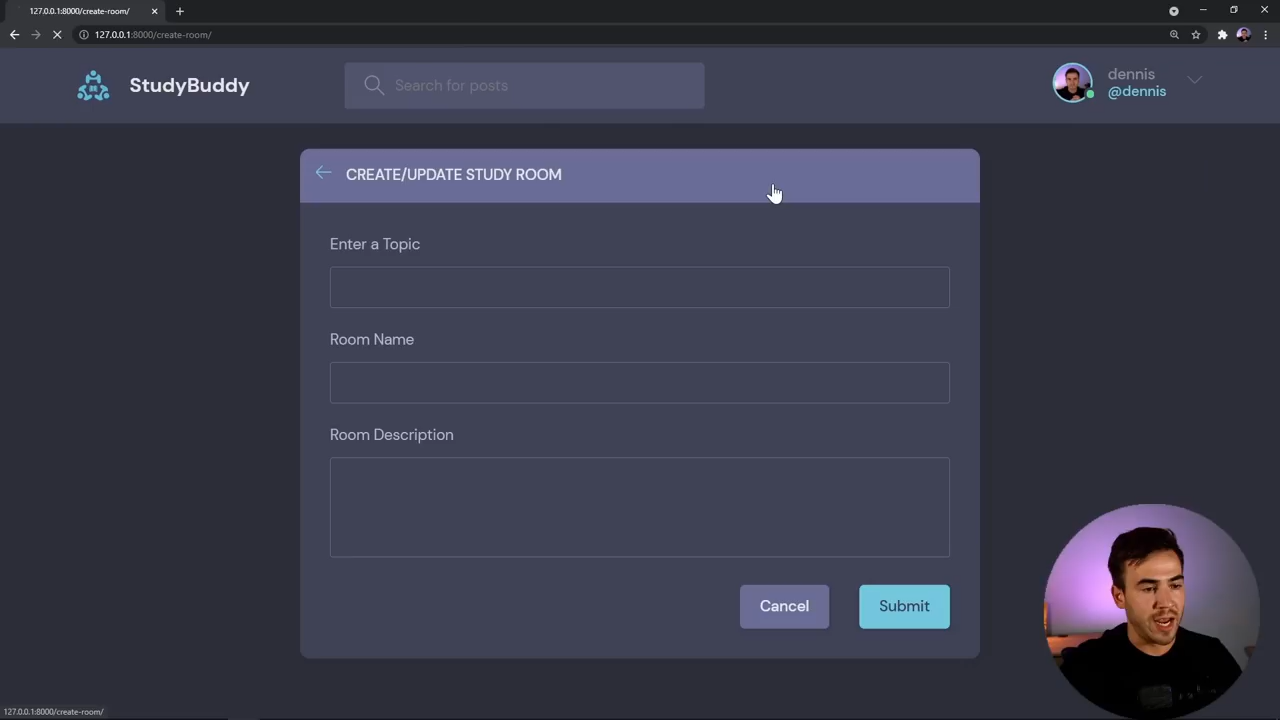 127.0.0.1:8000/create-room/
127.0.0.1:8000/create-room/
StudyBuddy
Search for posts
dennis
@dennis
CREATE/UPDATE STUDY ROOM
Enter a Topic
Room Name
Room Description
Cancel
Submit
127.0.0.1:8000/create-room/